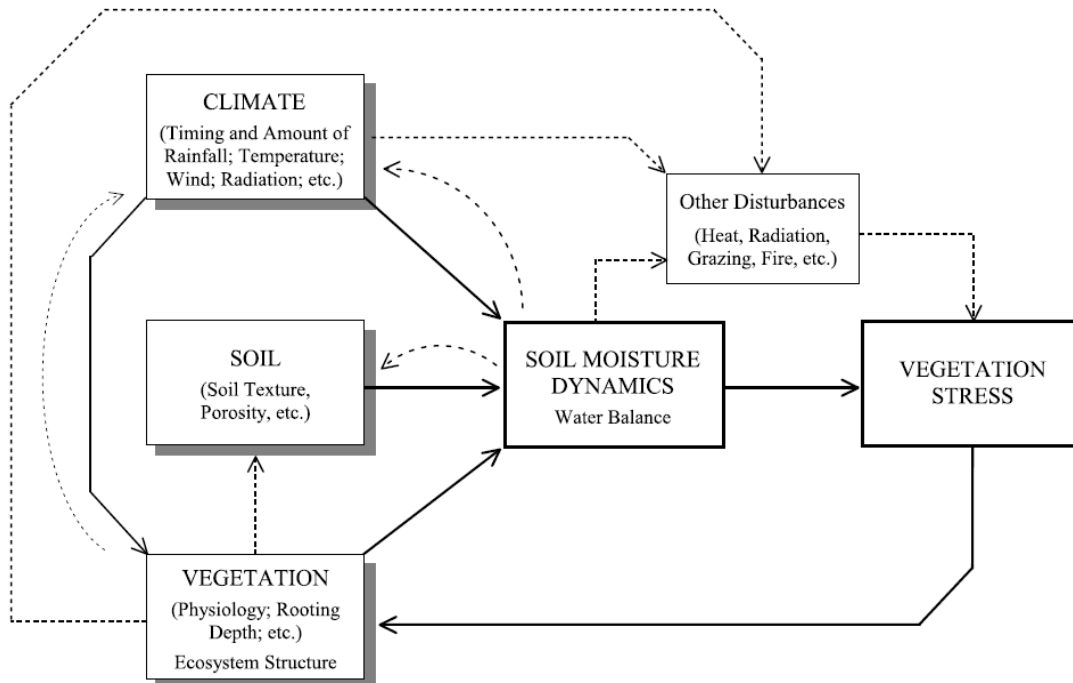 CLIMATE
(Timing and Amount of
Rainfall; Temperature;
Wind; Radiation; etc.)
Other Disturbances
(Heat, Radiation,
Grazing, Fire, etc.)
SOIL
(Soil Texture,
Porosity, etc.)
SOIL MOISTURE
DYNAMICS
Water Balance
VEGETATION
STRESS
VEGETATION
(Physiology; Rooting
Depth; etc.)
Ecosystem Structure